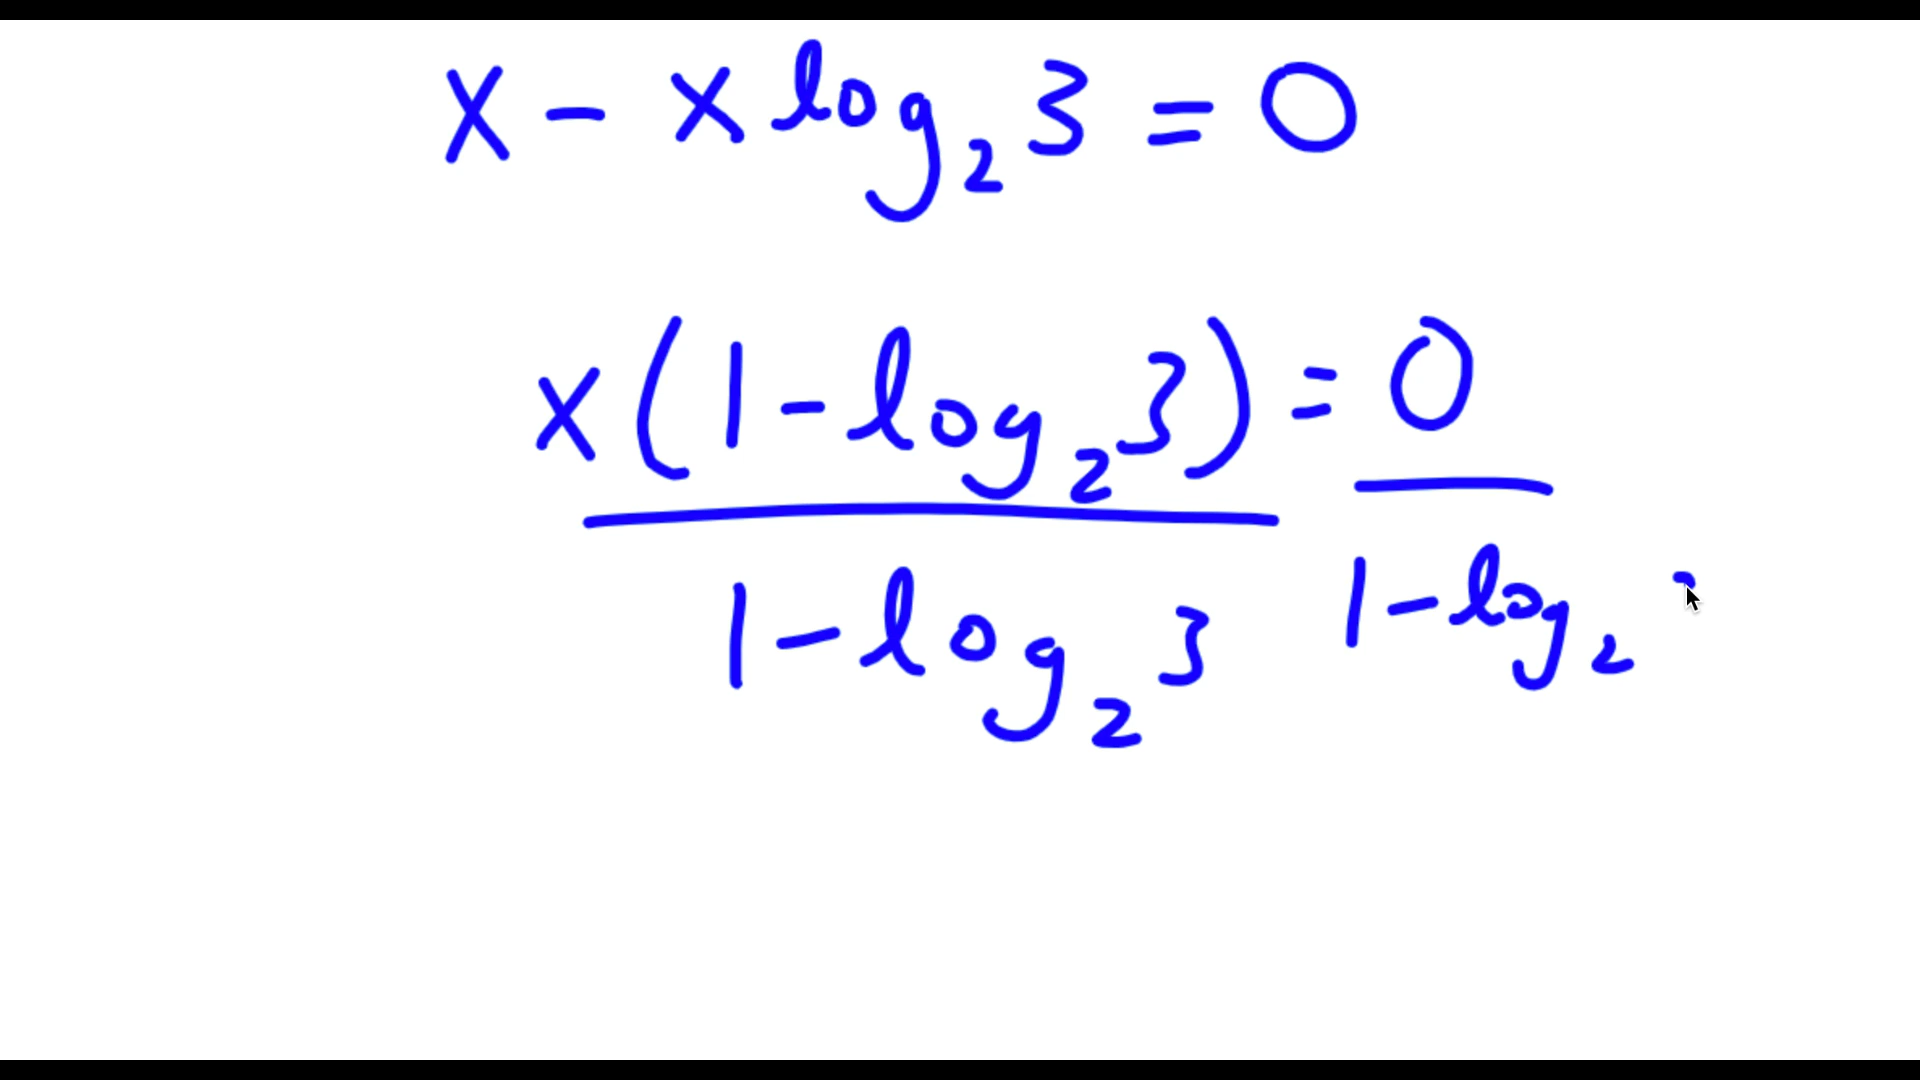 x - x log₂ 3 = 0
x(1 - log₂ 3) = 0
1 - log₂ 3   1 - log₂